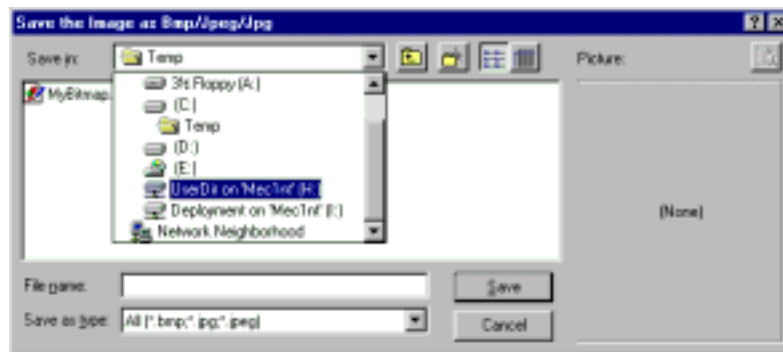 Save the Image as Bmp/Jpeg/Jpg
Save in:
Temp
Picture:
MyBitmap.
3½ Floppy (A:)
(C:)
Temp
(D:)
(E:)
UserDir on 'Mec1nt' (H:)
Deployment on 'Mec1nt' (I:)
Network Neighborhood
(None)
File name:
Save
Save as type:
All (*.bmp;*.jpg;*.jpeg)
Cancel